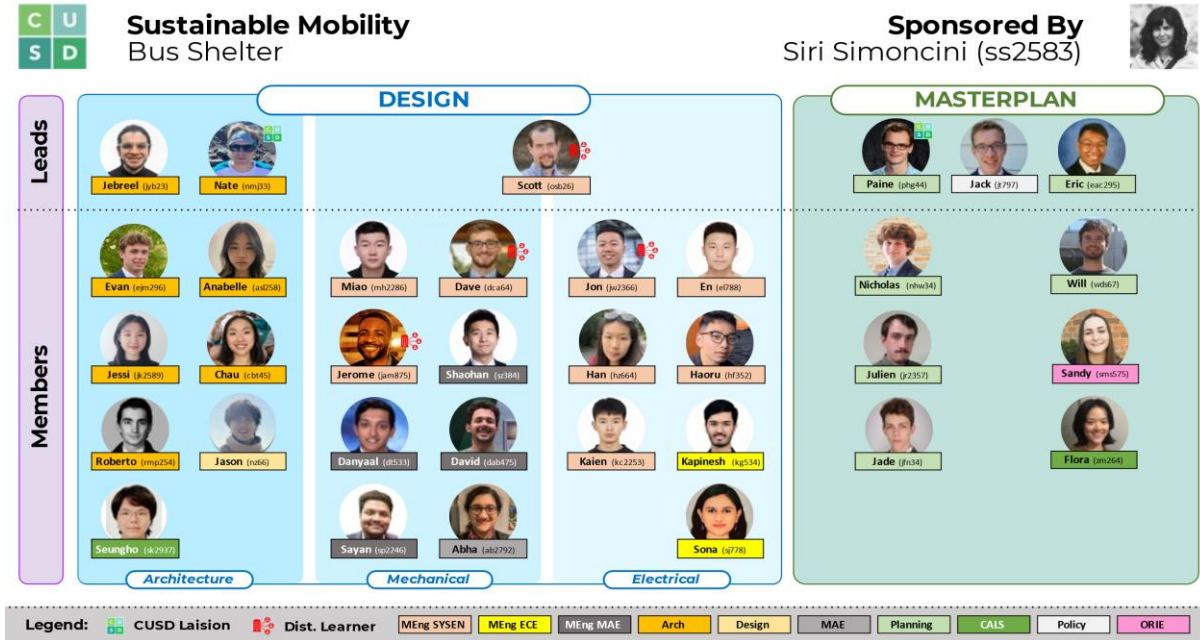 C U
S D
Sustainable Mobility
Bus Shelter
Sponsored By
Siri Simoncini (ss2583)
DESIGN
MASTERPLAN
Leads
Jebreel (jyb23)
Nate (nmj33)
Scott (osb26)
Paine (phg44)
Jack (jt797)
Eric (eac295)
Members
Evan (ejm296)
Anabelle (asl258)
Miao (mh2286)
Dave (dca64)
Jon (jw2366)
En (el788)
Nicholas (nhw34)
Will (wds67)
Jessi (jk2589)
Chau (cbt45)
Jerome (jam875)
Shaohan (sz384)
Han (hz664)
Haoru (hf352)
Julien (jr2357)
Sandy (sms575)
Roberto (rmp254)
Jason (nz66)
Danyaal (dt533)
David (dab475)
Kaien (kc2253)
Kapinesh (kg534)
Jade (jfn34)
Flora (zm264)
Seungho (sk2937)
Sayan (sp2246)
Abha (ab2792)
Sona (sj778)
Architecture
Mechanical
Electrical
Legend:
CUSD Laision
Dist. Learner
MEng SYSEN
MEng ECE
MEng MAE
Arch
Design
MAE
Planning
CALS
Policy
ORIE